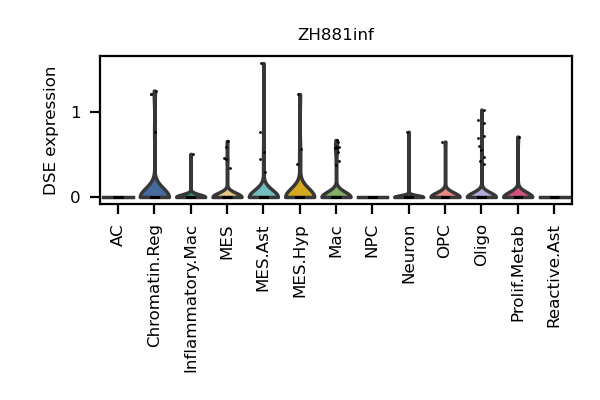 ZH881inf
DSE expression
1
0
AC
Chromatin.Reg
Inflammatory.Mac
MES
MES.Ast
MES.Hyp
Mac
NPC
Neuron
OPC
Oligo
Prolif.Metab
Reactive.Ast